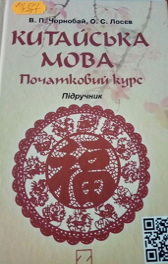 В. П. Чорнобай, О. С. Лосєв
КИТАЙСЬКА
МОВА
Початковий курс
Підручник
福